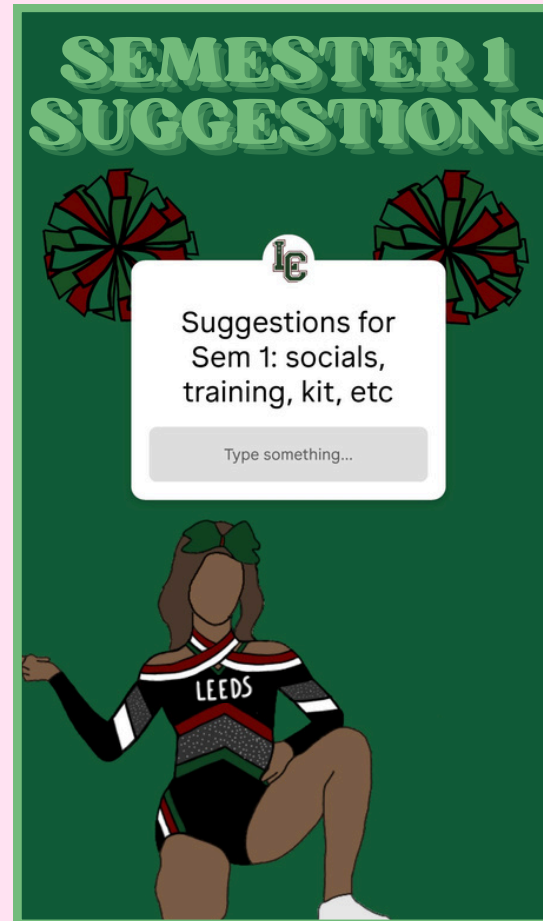 SEMESTER 1
SUGGESTIONS
LC
Suggestions for
Sem 1: socials,
training, kit, etc
Type something...
LEEDS